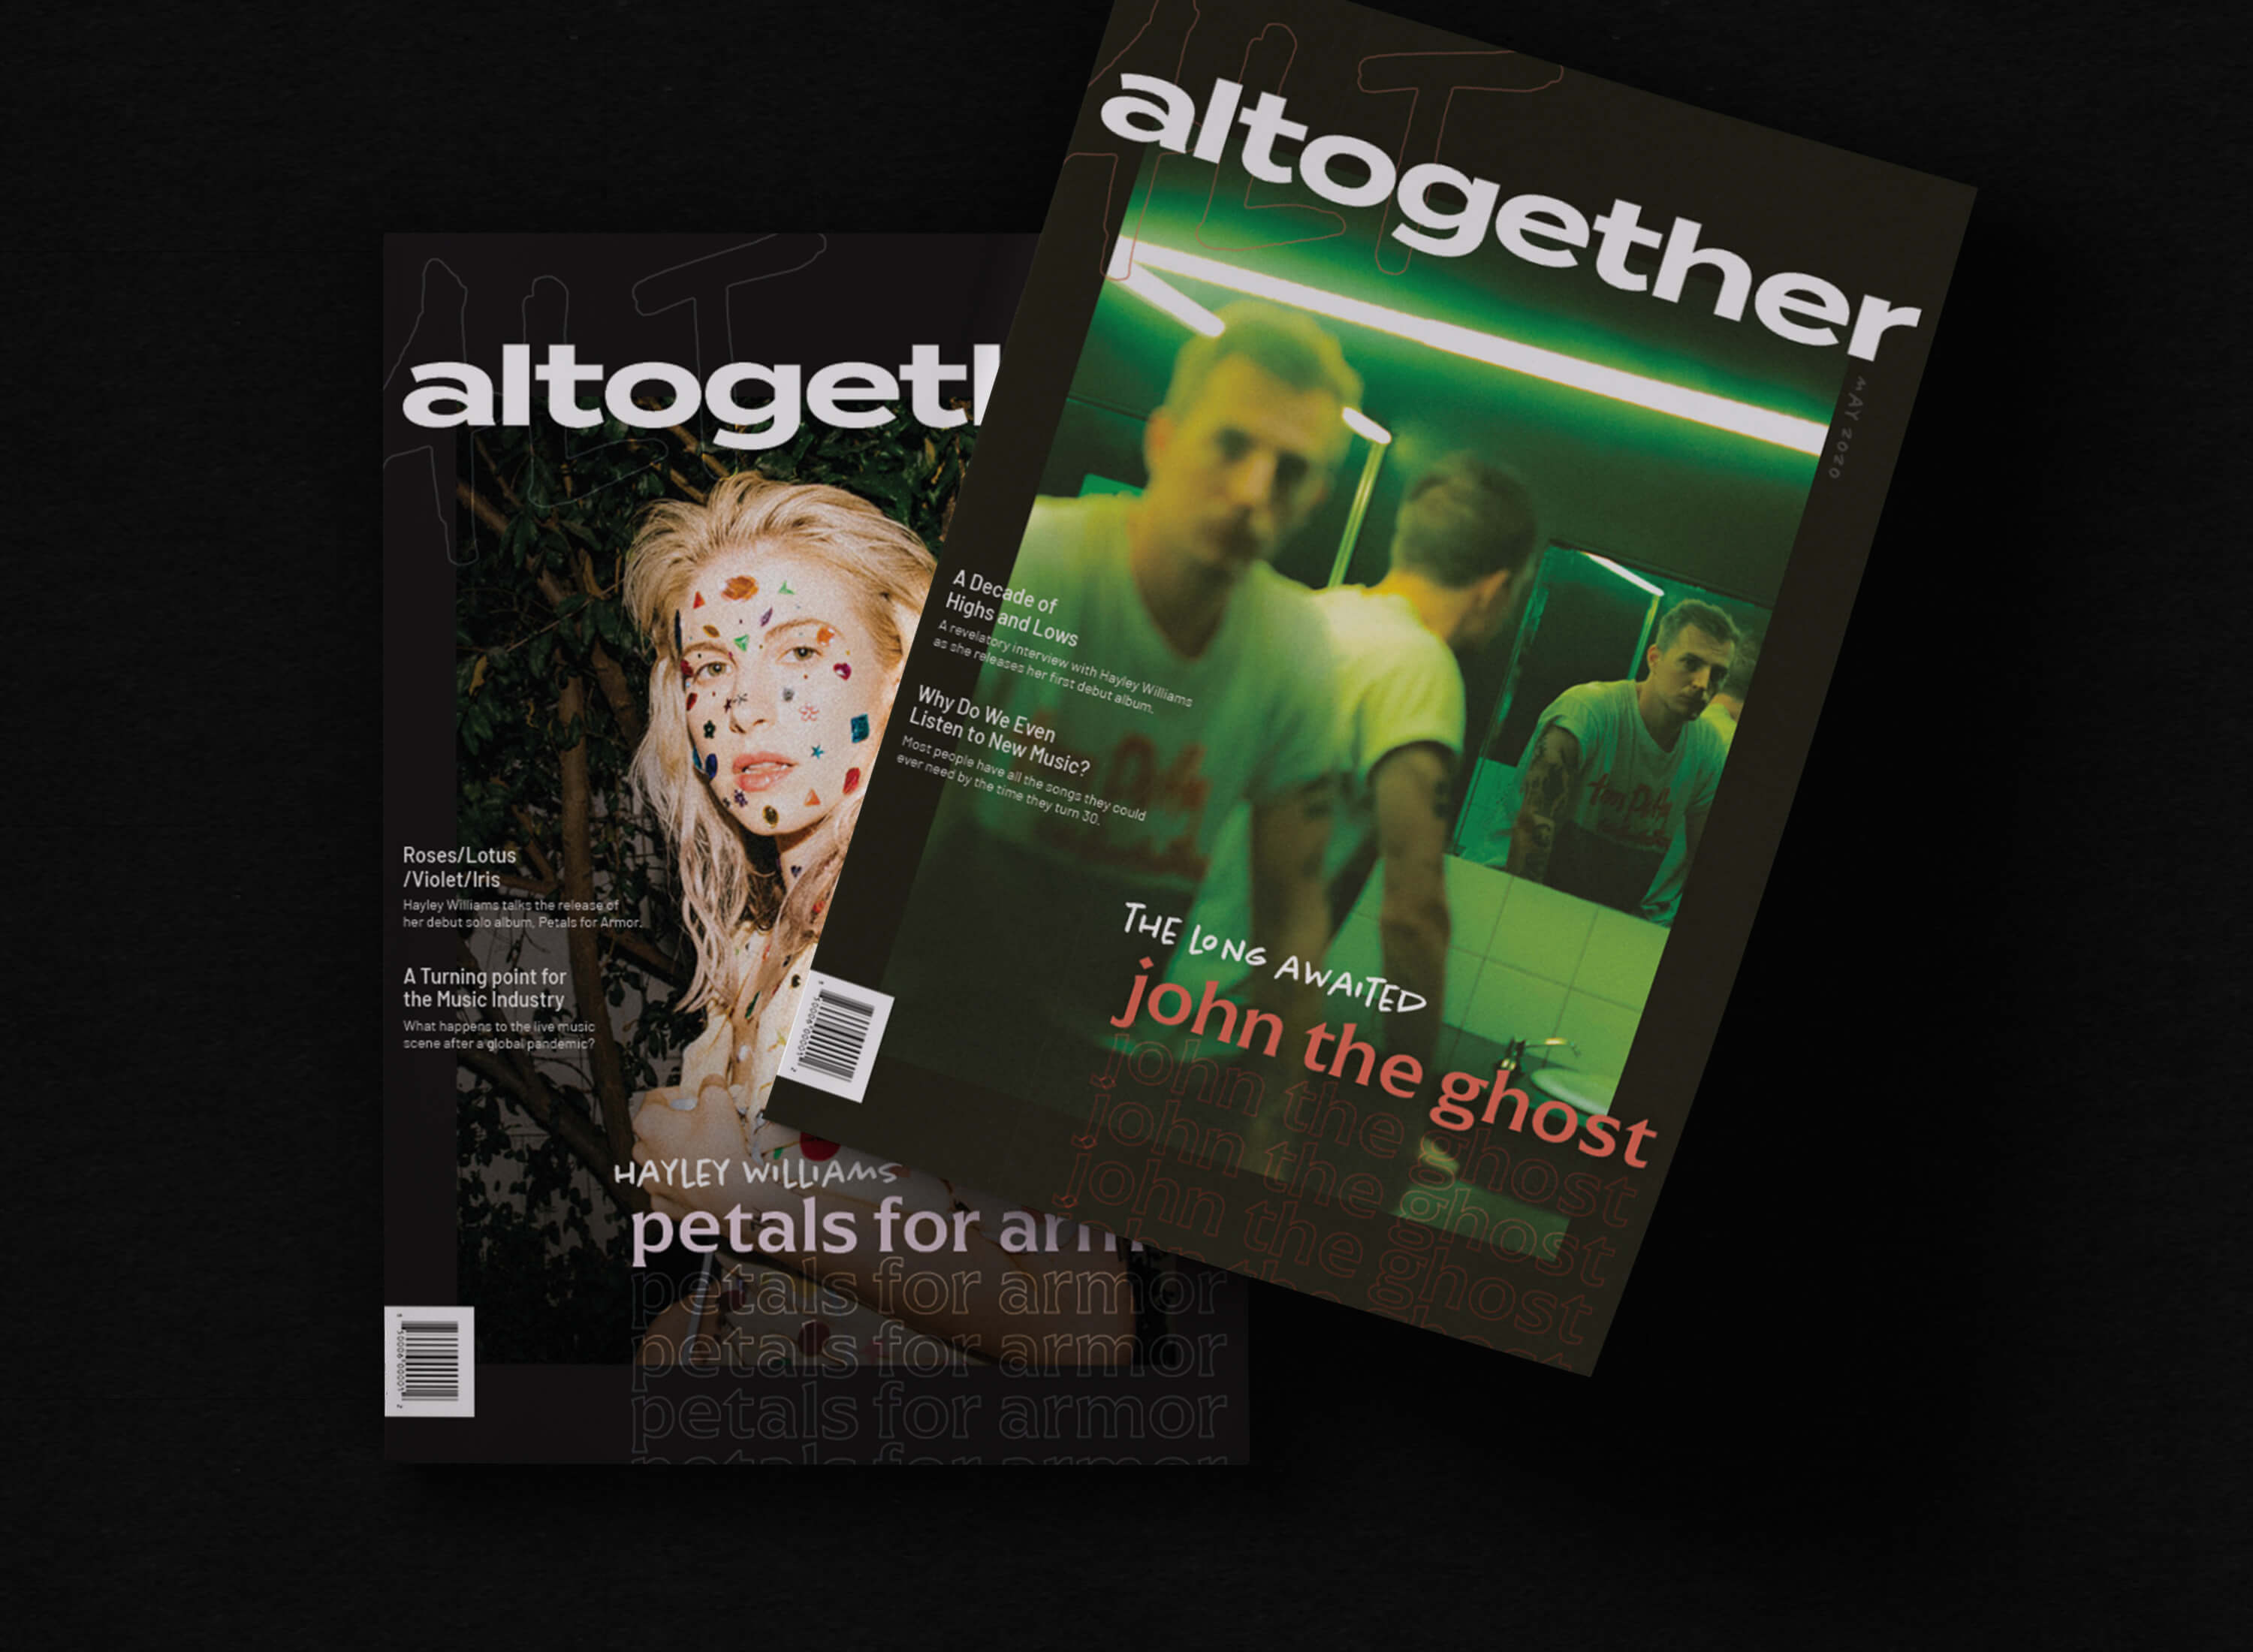 ALT
altogeth
Roses/Lotus
/Violet/Iris
Hayley Williams talks the release of
her debut solo album, Petals for Armor.
A Turning point for
the Music Industry
What happens to the live music
scene after a global pandemic?
HAYLEY WILLIAMS
petals for arm
petals for armor
petals for armor
petals for armor
petals for armor
ALT
altogether
MAY 2020
A Decade of
Highs and Lows
A revelatory interview with Hayley Williams
as she releases her first debut album.
Why Do We Even
Listen to New Music?
Most people have all the songs they could
ever need by the time they turn 30.
THE LONG AWAITED
john the ghost
john the ghost
john the ghost
john the ghost
john the ghost